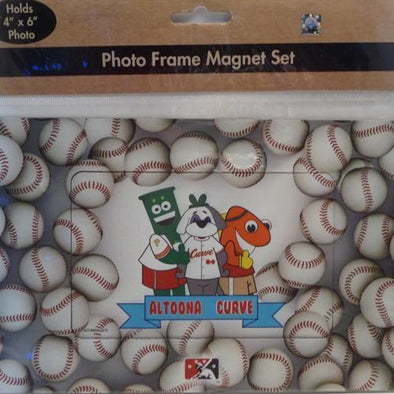 Holds
4" x 6"
Photo
Photo Frame Magnet Set
P
Curve
ALTOONA CURVE